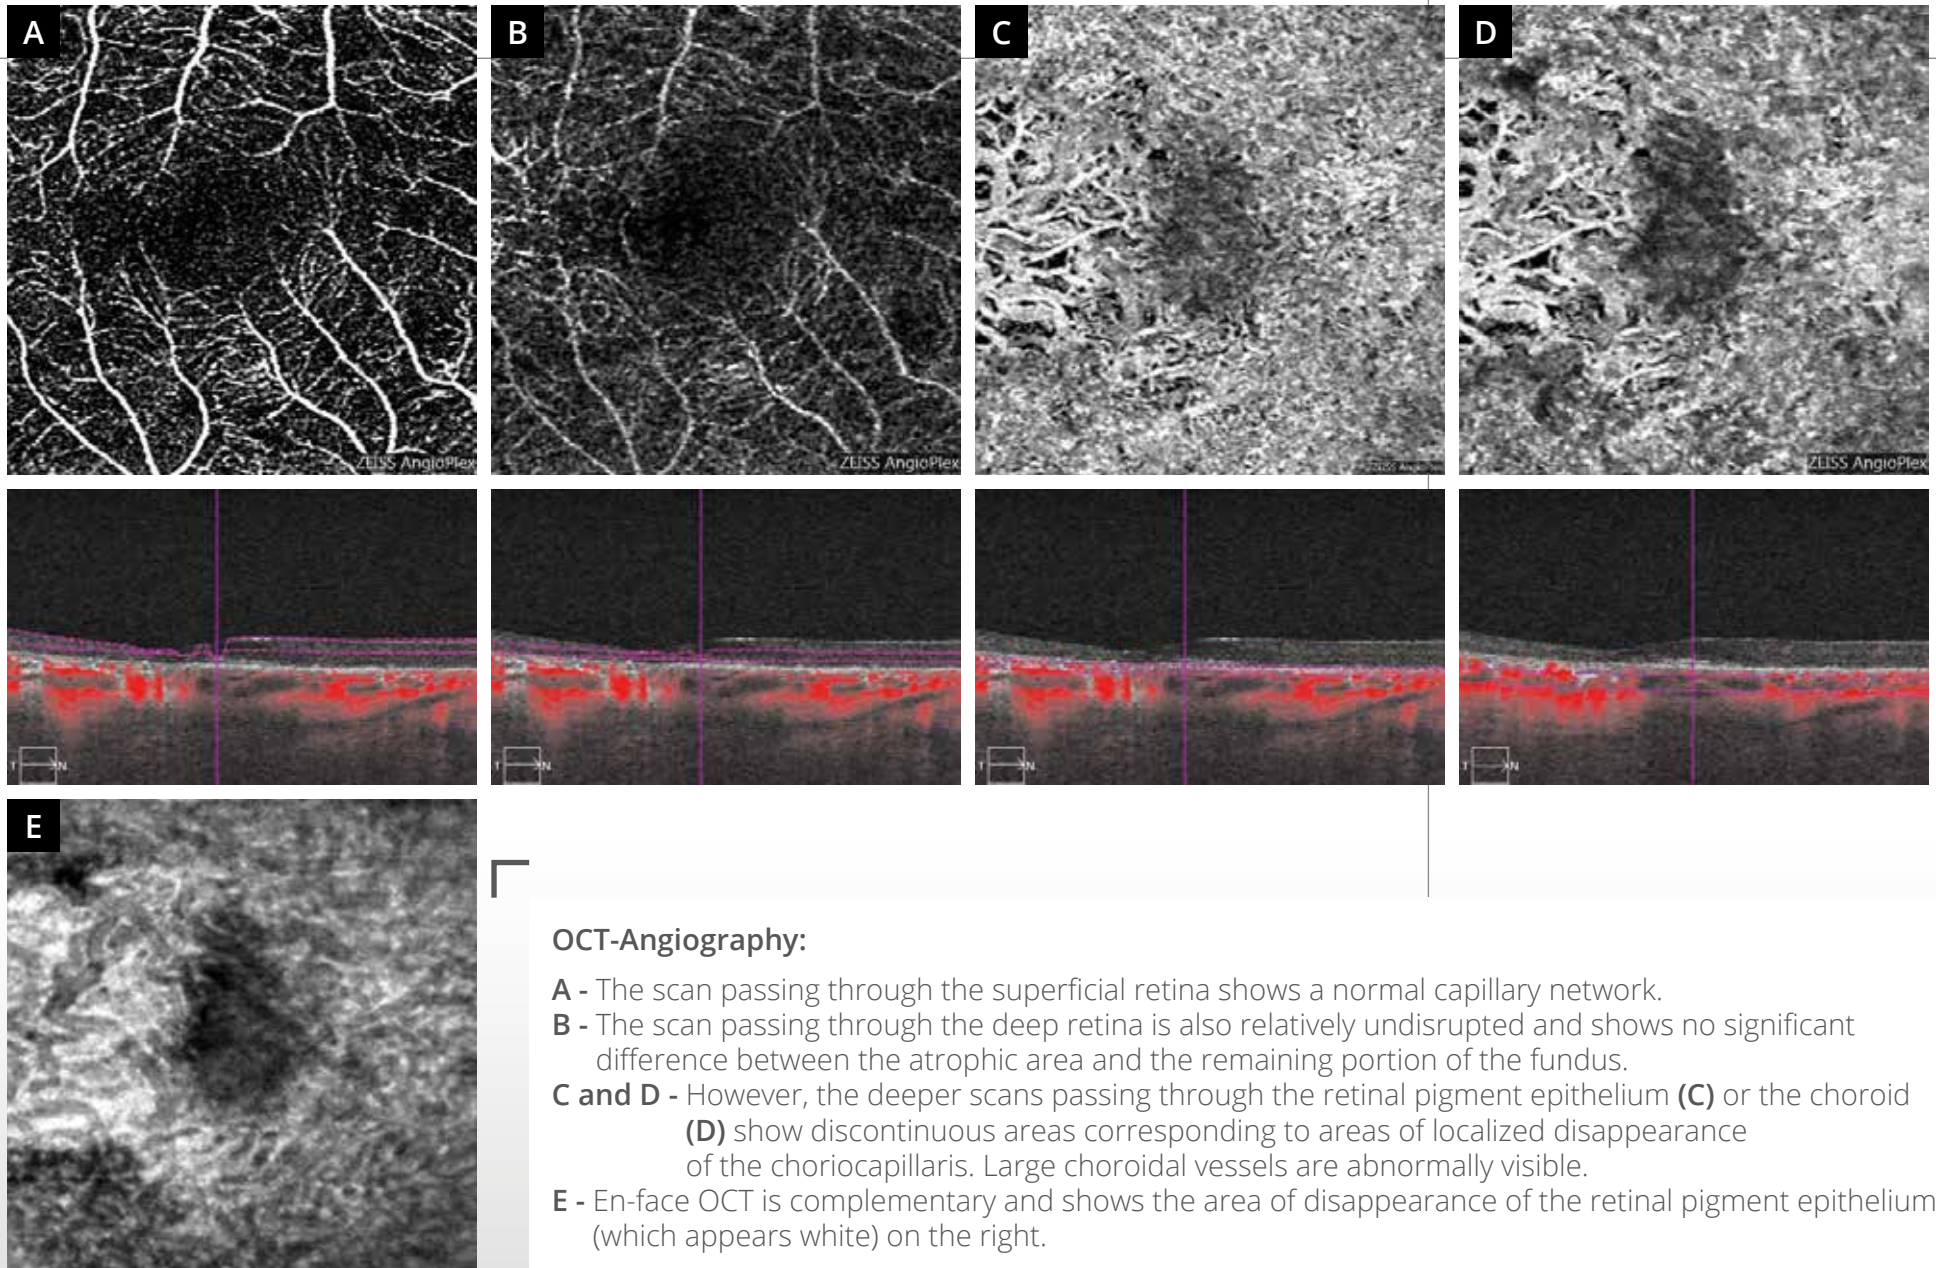 A
B
C
D
ZEISS AngioPlex
ZEISS AngioPlex
ZEISS AngioPlex
ZEISS AngioPlex
T N
T N
T N
T N
E
OCT-Angiography:
A - The scan passing through the superficial retina shows a normal capillary network.
B - The scan passing through the deep retina is also relatively undisrupted and shows no significant
difference between the atrophic area and the remaining portion of the fundus.
C and D - However, the deeper scans passing through the retinal pigment epithelium (C) or the choroid
(D) show discontinuous areas corresponding to areas of localized disappearance
of the choriocapillaris. Large choroidal vessels are abnormally visible.
E - En-face OCT is complementary and shows the area of disappearance of the retinal pigment epithelium
(which appears white) on the right.